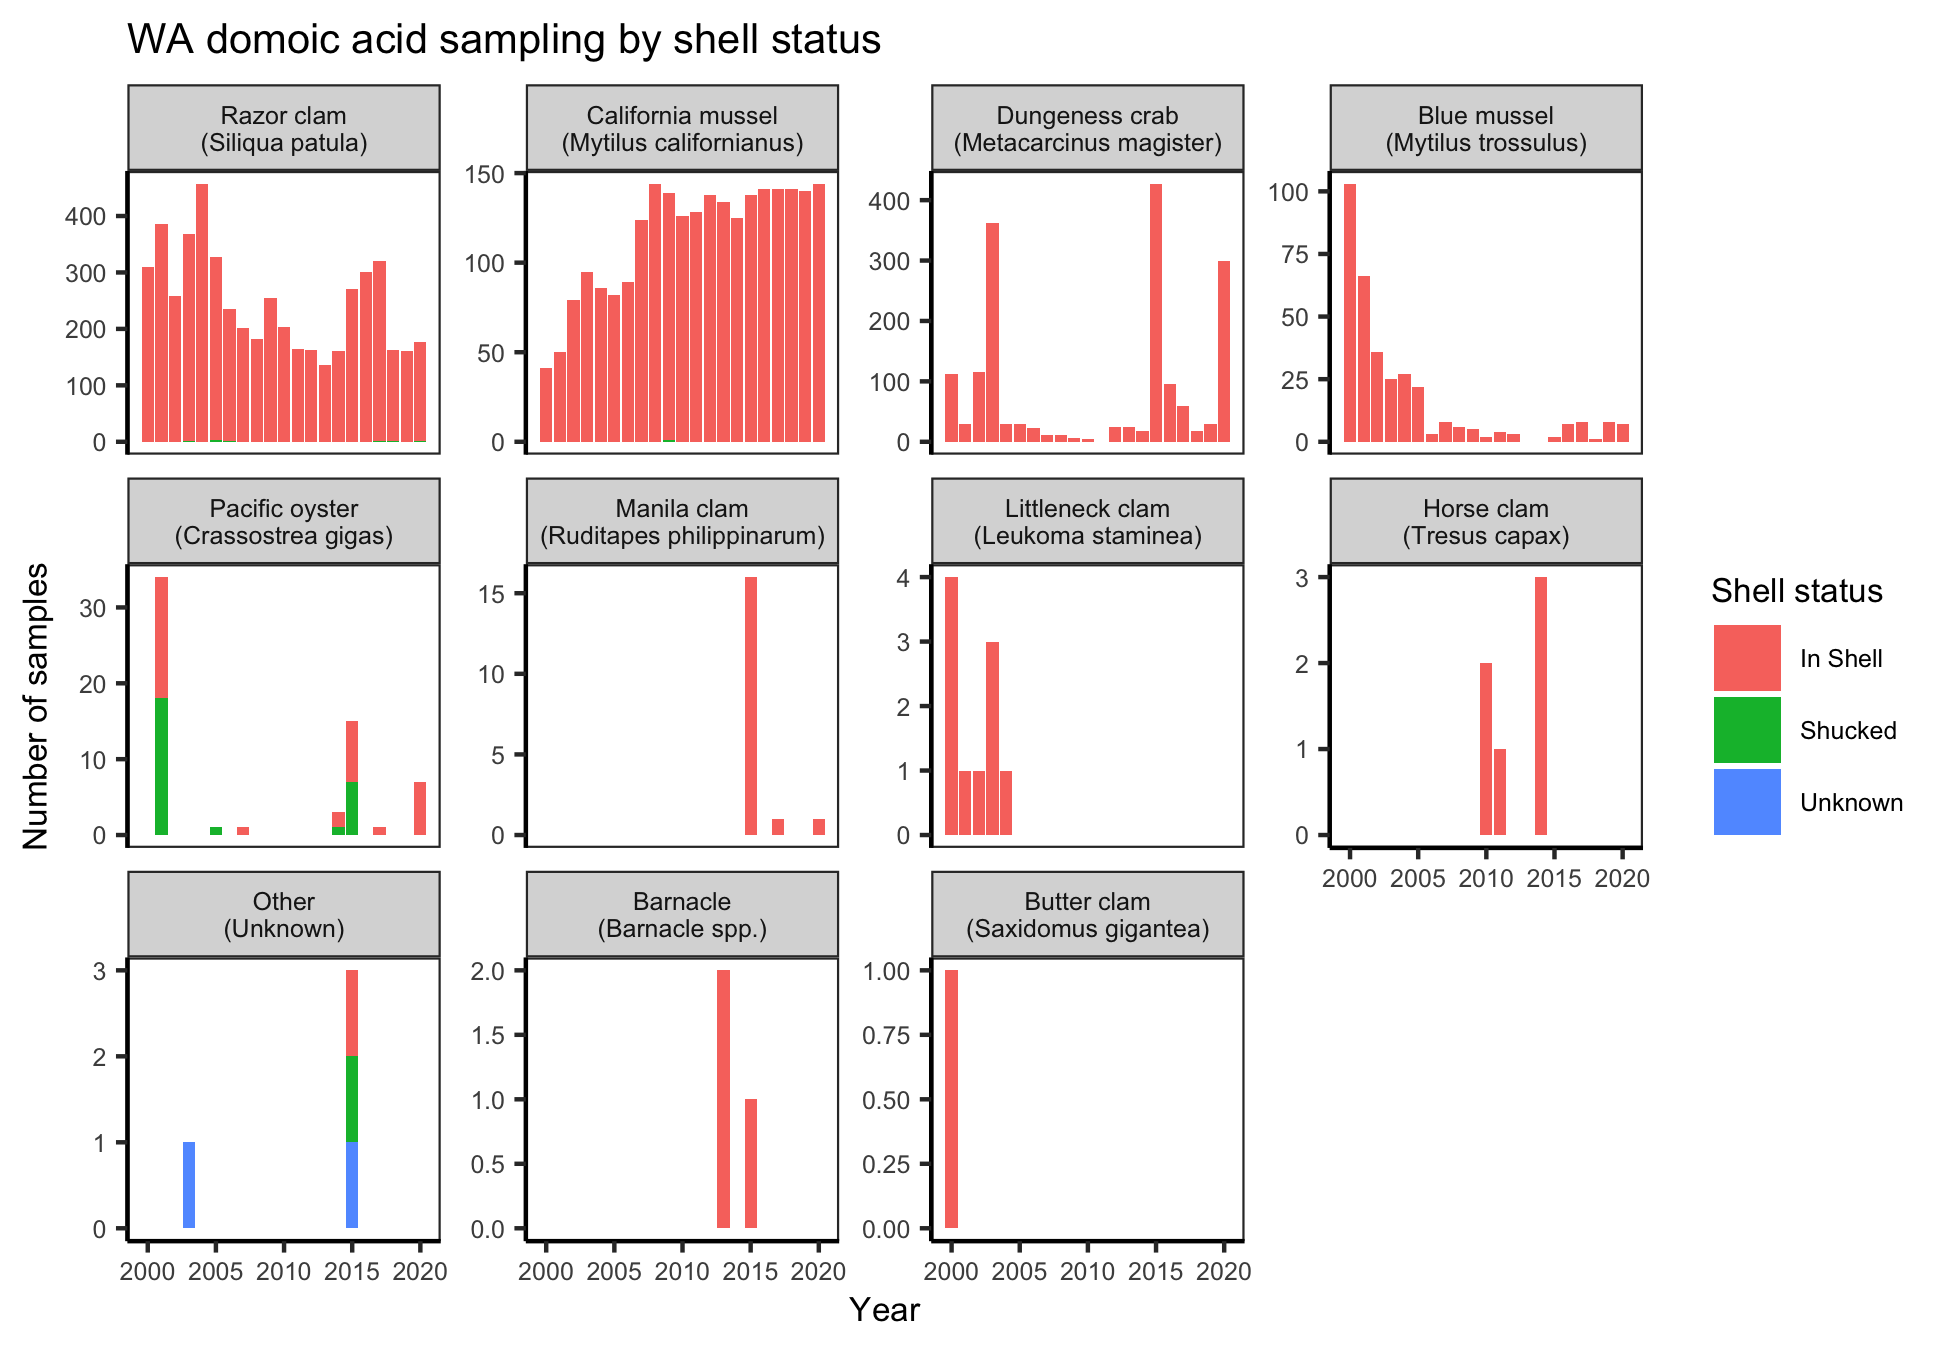 WA domoic acid sampling by shell status
Razor clam
(Siliqua patula)
California mussel
(Mytilus californianus)
Dungeness crab
(Metacarcinus magister)
Blue mussel
(Mytilus trossulus)
400
300
200
100
0
150
100
50
0
400
300
200
100
0
100
75
50
25
0
Pacific oyster
(Crassostrea gigas)
Manila clam
(Ruditapes philippinarum)
Littleneck clam
(Leukoma staminea)
Horse clam
(Tresus capax)
30
20
10
0
15
10
5
0
4
3
2
1
0
3
2
1
0
2000 2005 2010 2015 2020
Other
(Unknown)
Barnacle
(Barnacle spp.)
Butter clam
(Saxidomus gigantea)
3
2
1
0
2.0
1.5
1.0
0.5
0.0
1.00
0.75
0.50
0.25
0.00
2000 2005 2010 2015 2020
2000 2005 2010 2015 2020
2000 2005 2010 2015 2020
Year
Number of samples
Shell status
In Shell
Shucked
Unknown